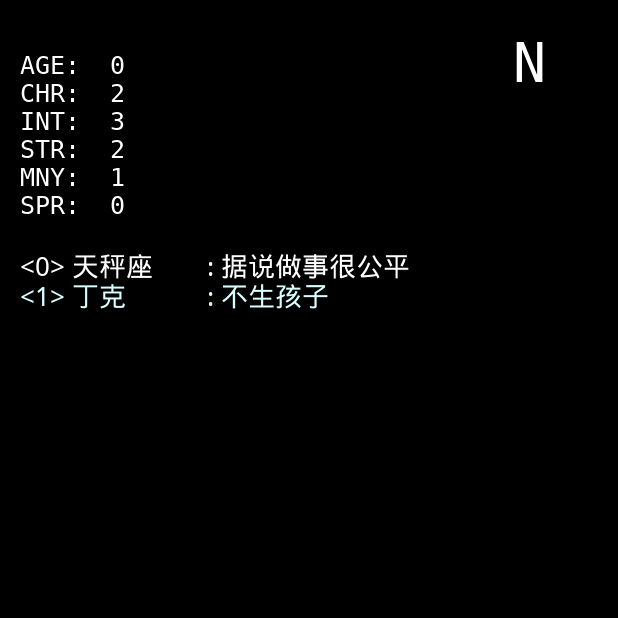 N
AGE: 0
CHR: 2
INT: 3
STR: 2
MNY: 1
SPR: 0
<0> 天秤座 : 据说做事很公平
<1> 丁克 : 不生孩子